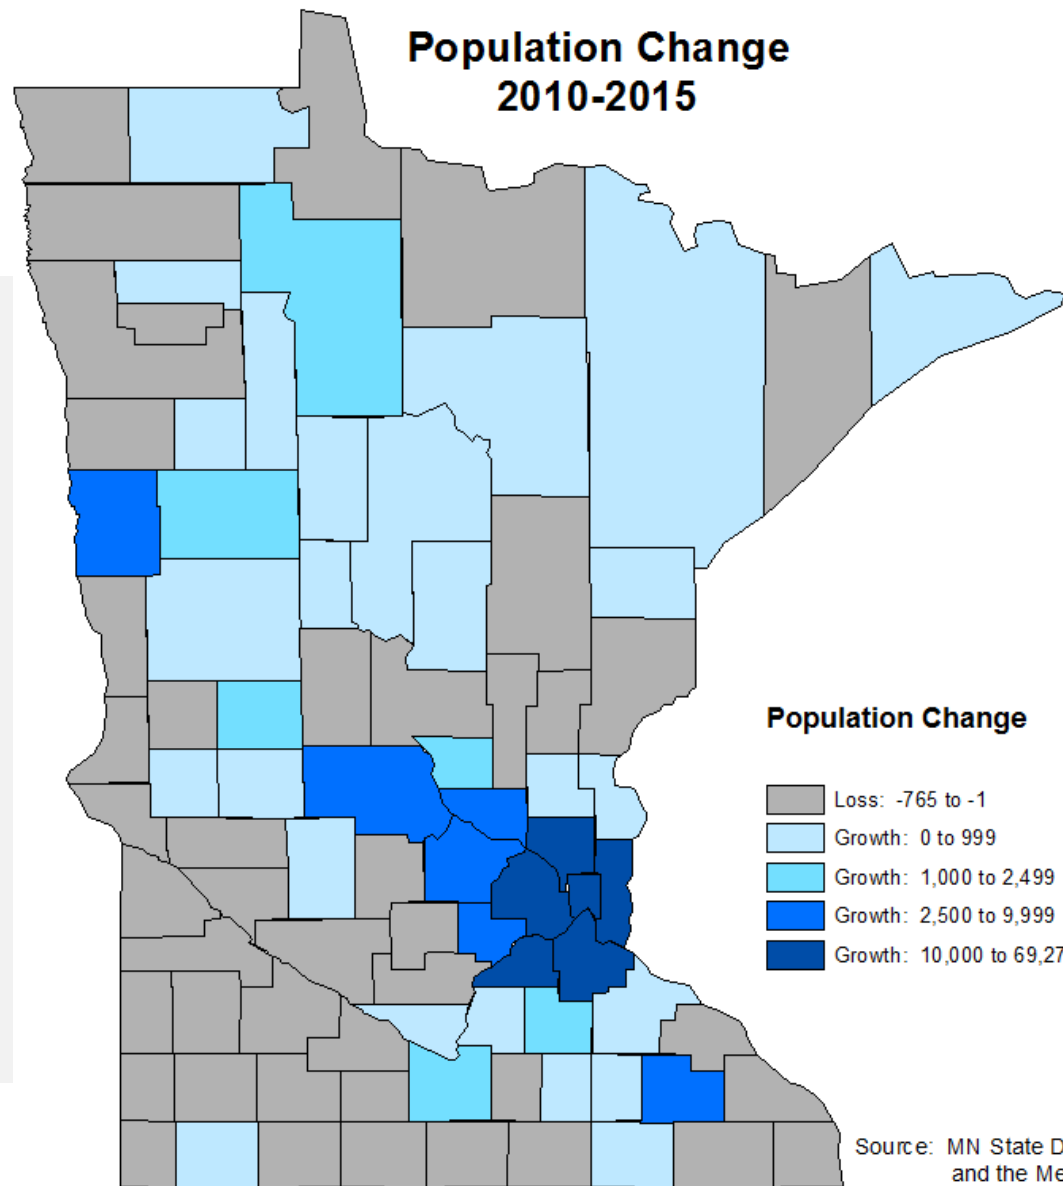 Population Change
2010-2015
Population Change
Loss: -765 to -1
Growth: 0 to 999
Growth: 1,000 to 2,499
Growth: 2,500 to 9,999
Growth: 10,000 to 69,27
Source: MN State D
and the Me